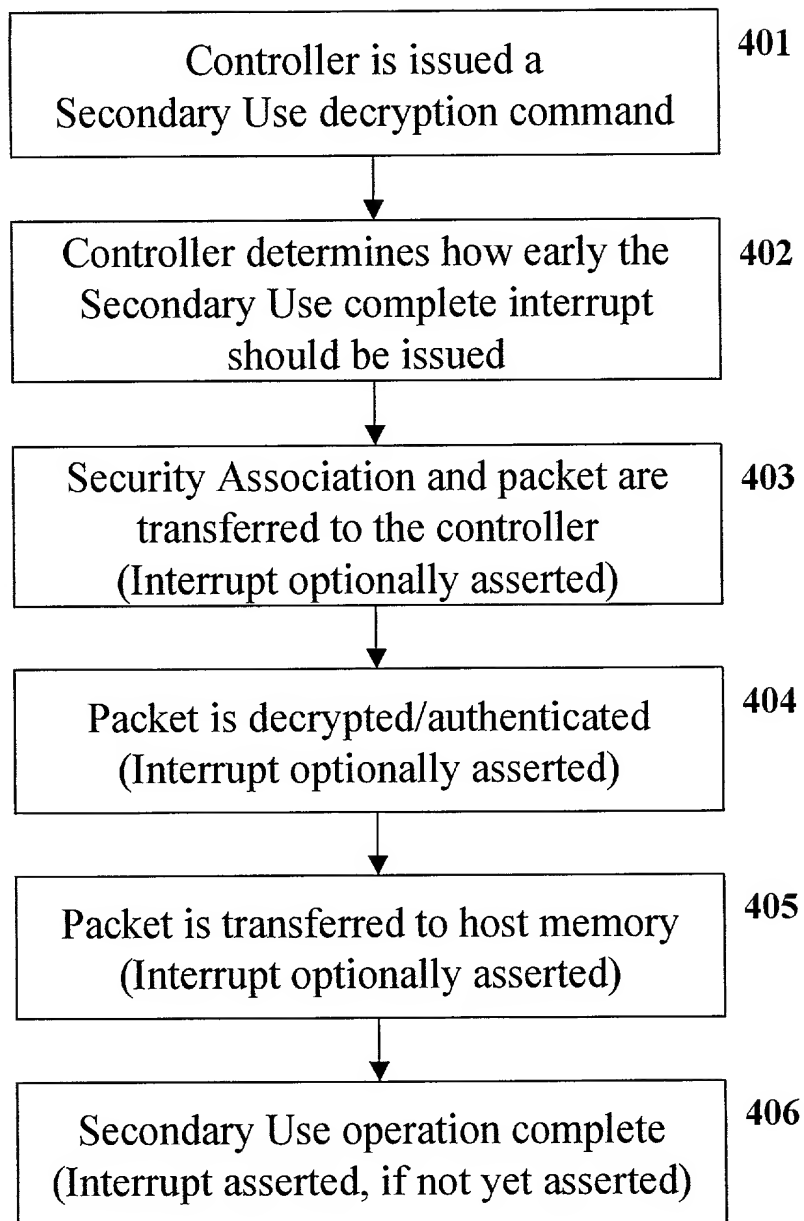 Controller is issued a
Secondary Use decryption command
401
Controller determines how early the
Secondary Use complete interrupt
should be issued
402
Security Association and packet are
transferred to the controller
(Interrupt optionally asserted)
403
Packet is decrypted/authenticated
(Interrupt optionally asserted)
404
Packet is transferred to host memory
(Interrupt optionally asserted)
405
Secondary Use operation complete
(Interrupt asserted, if not yet asserted)
406